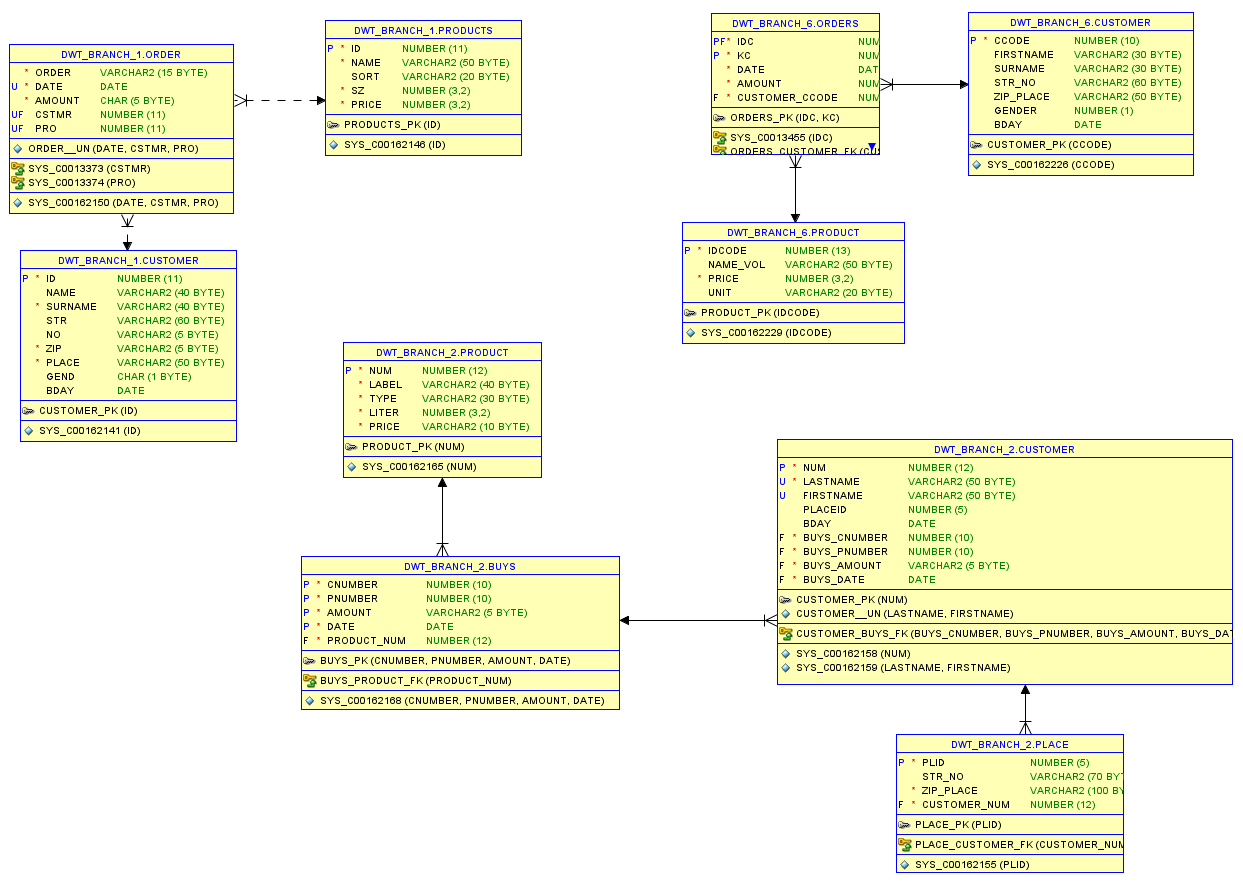 DWT_BRANCH_1.ORDER
* ORDER VARCHAR2 (15 BYTE)
U * DATE DATE
* AMOUNT CHAR (5 BYTE)
UF CSTMR NUMBER (11)
UF PRO NUMBER (11)
ORDER__UN (DATE, CSTMR, PRO)
SYS_C0013373 (CSTMR)
SYS_C0013374 (PRO)
SYS_C00162150 (DATE, CSTMR, PRO)
DWT_BRANCH_1.PRODUCTS
P * ID NUMBER (11)
* NAME VARCHAR2 (50 BYTE)
SORT VARCHAR2 (20 BYTE)
* SZ NUMBER (3,2)
* PRICE NUMBER (3,2)
PRODUCTS_PK (ID)
SYS_C00162146 (ID)
DWT_BRANCH_1.CUSTOMER
P * ID NUMBER (11)
NAME VARCHAR2 (40 BYTE)
* SURNAME VARCHAR2 (40 BYTE)
STR VARCHAR2 (60 BYTE)
NO VARCHAR2 (5 BYTE)
* ZIP VARCHAR2 (5 BYTE)
* PLACE VARCHAR2 (50 BYTE)
GEND CHAR (1 BYTE)
BDAY DATE
CUSTOMER_PK (ID)
SYS_C00162141 (ID)
DWT_BRANCH_6.ORDERS
PF* IDC NUM
P * KC NUM
* DATE DAT
* AMOUNT NUM
F * CUSTOMER_CCODE NUM
ORDERS_PK (IDC, KC)
SYS_C0013455 (IDC)
ORDERS_CUSTOMER_FK (CUS
DWT_BRANCH_6.CUSTOMER
P * CCODE NUMBER (10)
FIRSTNAME VARCHAR2 (30 BYTE)
SURNAME VARCHAR2 (30 BYTE)
STR_NO VARCHAR2 (60 BYTE)
ZIP_PLACE VARCHAR2 (50 BYTE)
GENDER NUMBER (1)
BDAY DATE
CUSTOMER_PK (CCODE)
SYS_C00162226 (CCODE)
DWT_BRANCH_6.PRODUCT
P * IDCODE NUMBER (13)
NAME_VOL VARCHAR2 (50 BYTE)
* PRICE NUMBER (3,2)
UNIT VARCHAR2 (20 BYTE)
PRODUCT_PK (IDCODE)
SYS_C00162229 (IDCODE)
DWT_BRANCH_2.PRODUCT
P * NUM NUMBER (12)
* LABEL VARCHAR2 (40 BYTE)
* TYPE VARCHAR2 (30 BYTE)
* LITER NUMBER (3,2)
* PRICE VARCHAR2 (10 BYTE)
PRODUCT_PK (NUM)
SYS_C00162165 (NUM)
DWT_BRANCH_2.BUYS
P * CNUMBER NUMBER (10)
P * PNUMBER NUMBER (10)
P * AMOUNT VARCHAR2 (5 BYTE)
P * DATE DATE
F * PRODUCT_NUM NUMBER (12)
BUYS_PK (CNUMBER, PNUMBER, AMOUNT, DATE)
BUYS_PRODUCT_FK (PRODUCT_NUM)
SYS_C00162168 (CNUMBER, PNUMBER, AMOUNT, DATE)
DWT_BRANCH_2.CUSTOMER
P * NUM NUMBER (12)
U * LASTNAME VARCHAR2 (50 BYTE)
U FIRSTNAME VARCHAR2 (50 BYTE)
PLACEID NUMBER (5)
BDAY DATE
F * BUYS_CNUMBER NUMBER (10)
F * BUYS_PNUMBER NUMBER (10)
F * BUYS_AMOUNT VARCHAR2 (5 BYTE)
F * BUYS_DATE DATE
CUSTOMER_PK (NUM)
CUSTOMER__UN (LASTNAME, FIRSTNAME)
CUSTOMER_BUYS_FK (BUYS_CNUMBER, BUYS_PNUMBER, BUYS_AMOUNT, BUYS_DAT
SYS_C00162158 (NUM)
SYS_C00162159 (LASTNAME, FIRSTNAME)
DWT_BRANCH_2.PLACE
P * PLID NUMBER (5)
STR_NO VARCHAR2 (70 BYT
* ZIP_PLACE VARCHAR2 (100 BY
F * CUSTOMER_NUM NUMBER (12)
PLACE_PK (PLID)
PLACE_CUSTOMER_FK (CUSTOMER_NUM
SYS_C00162155 (PLID)